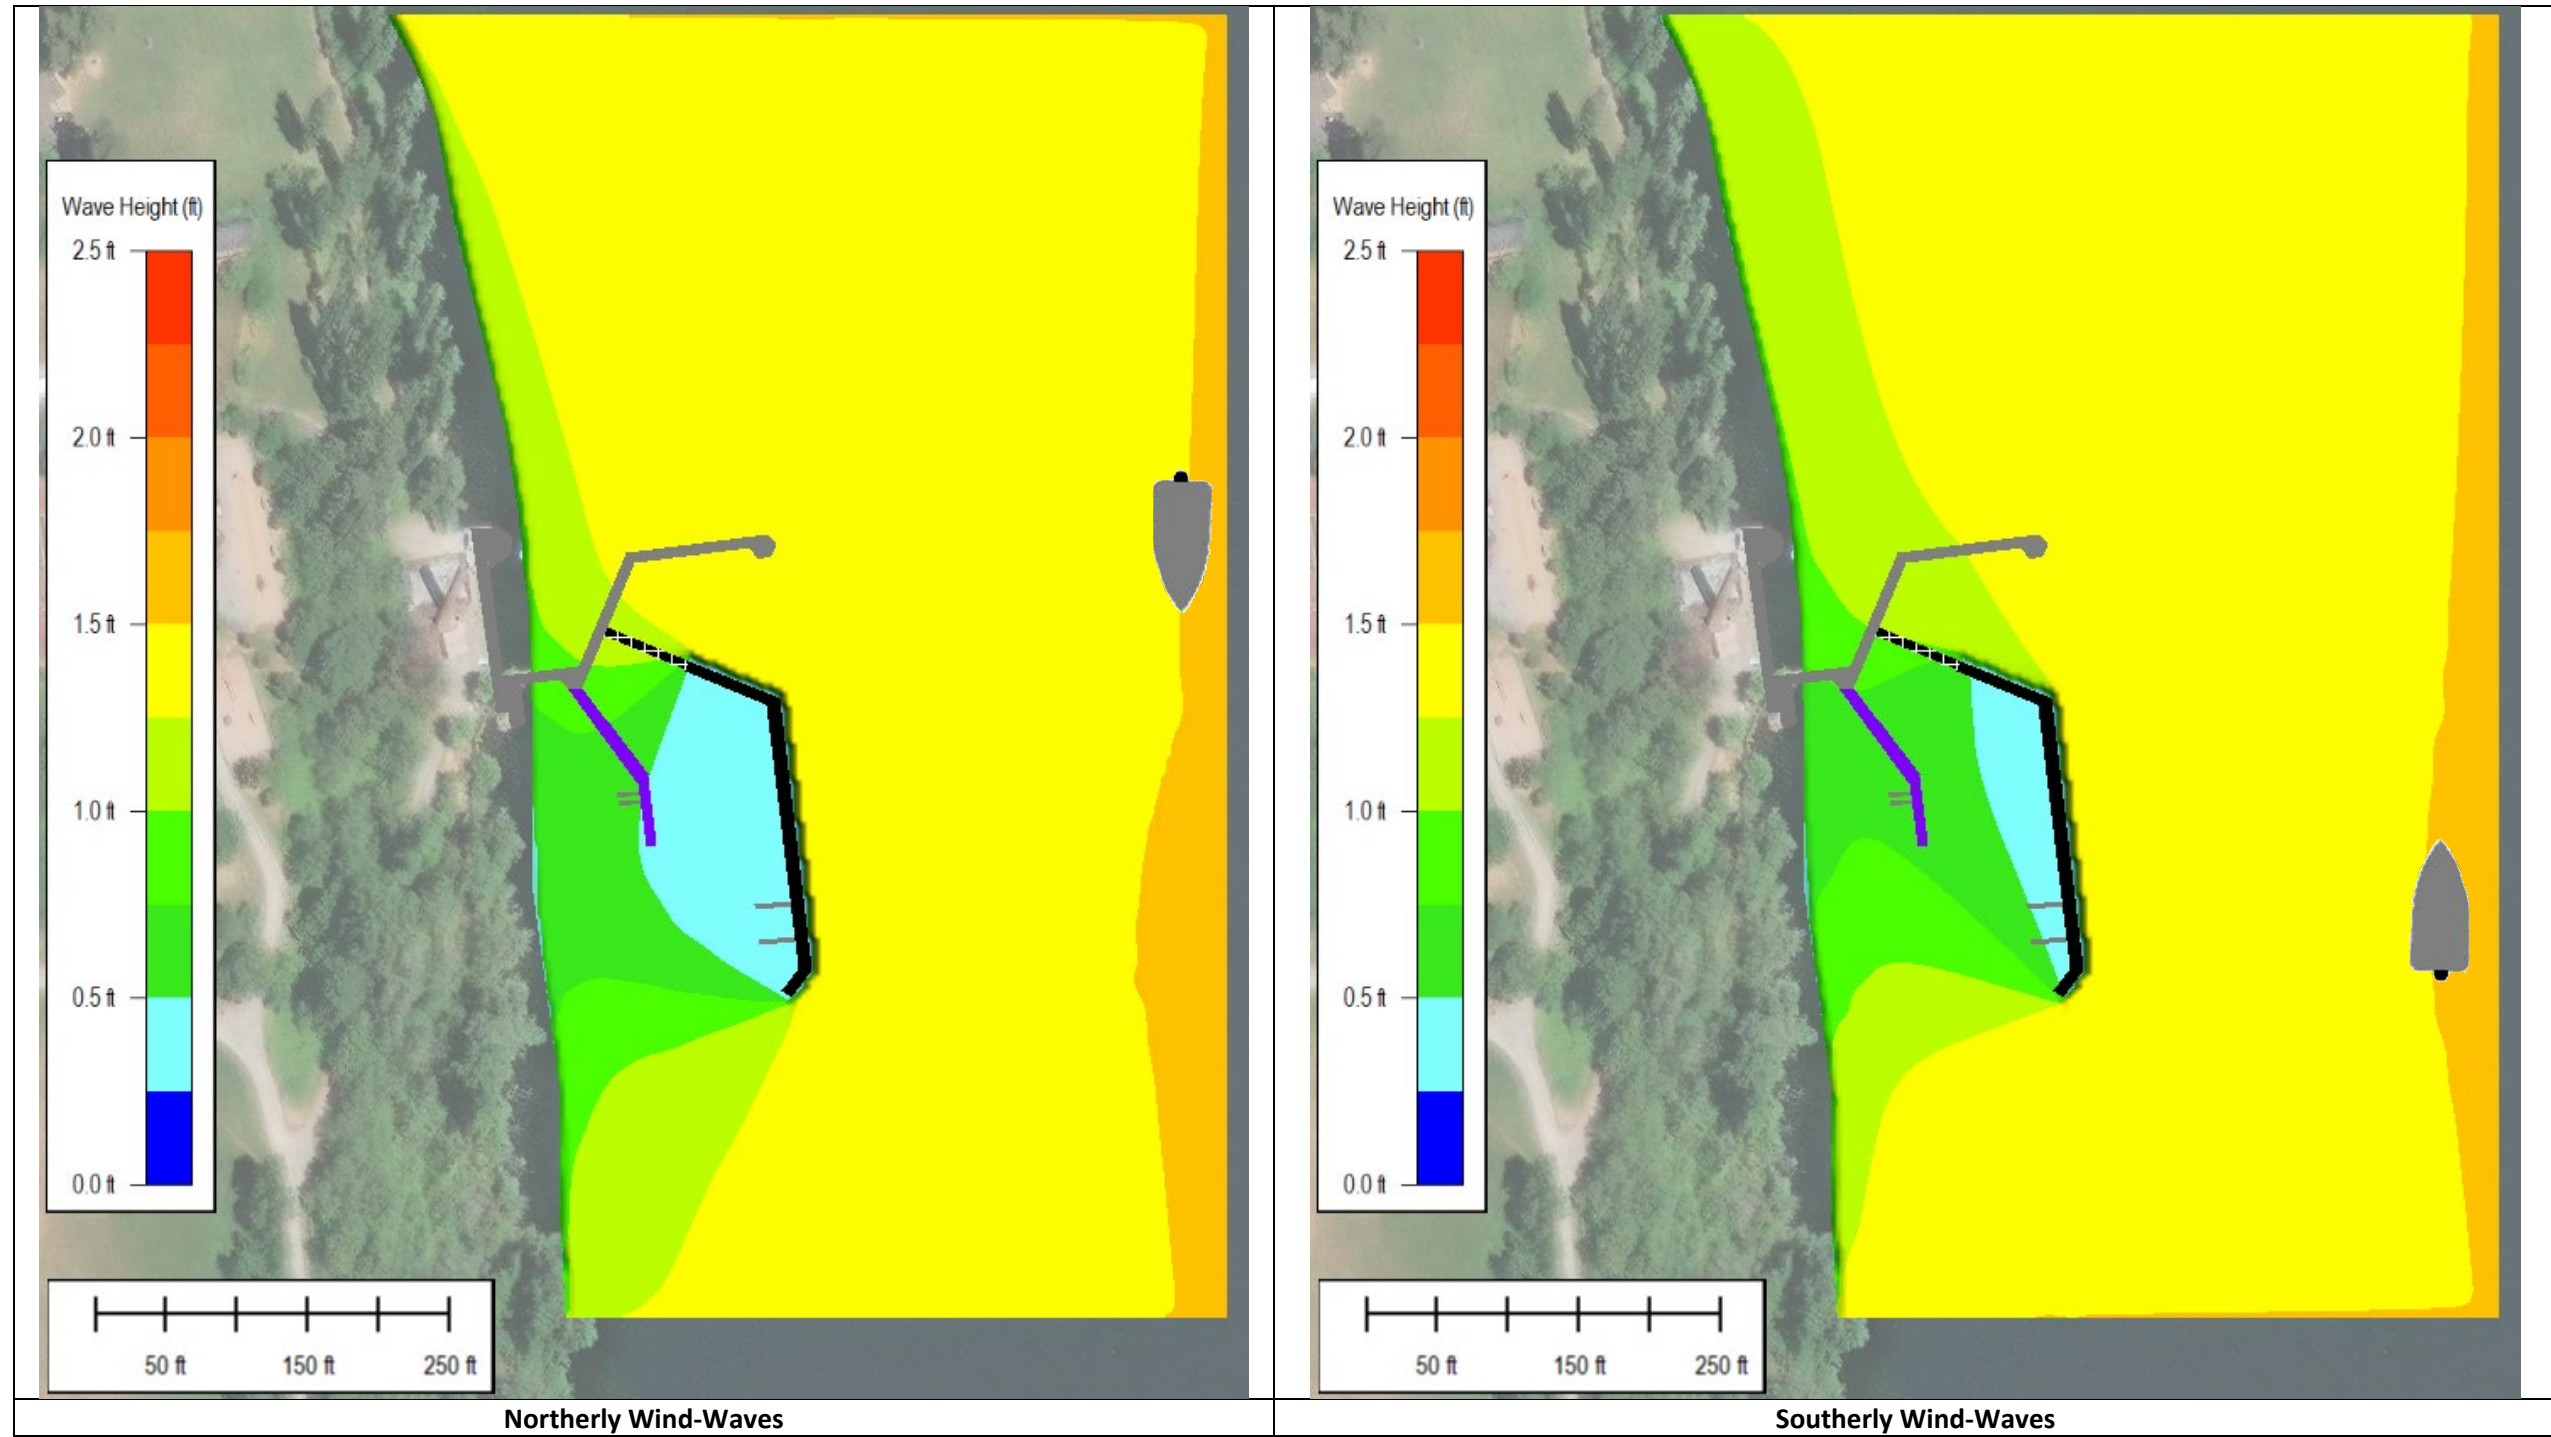 Wave Height (ft)
2.5 ft
2.0 ft
1.5 ft
1.0 ft
0.5 ft
0.0 ft
50 ft 150 ft 250 ft
Northerly Wind-Waves
Wave Height (ft)
2.5 ft
2.0 ft
1.5 ft
1.0 ft
0.5 ft
0.0 ft
50 ft 150 ft 250 ft
Southerly Wind-Waves